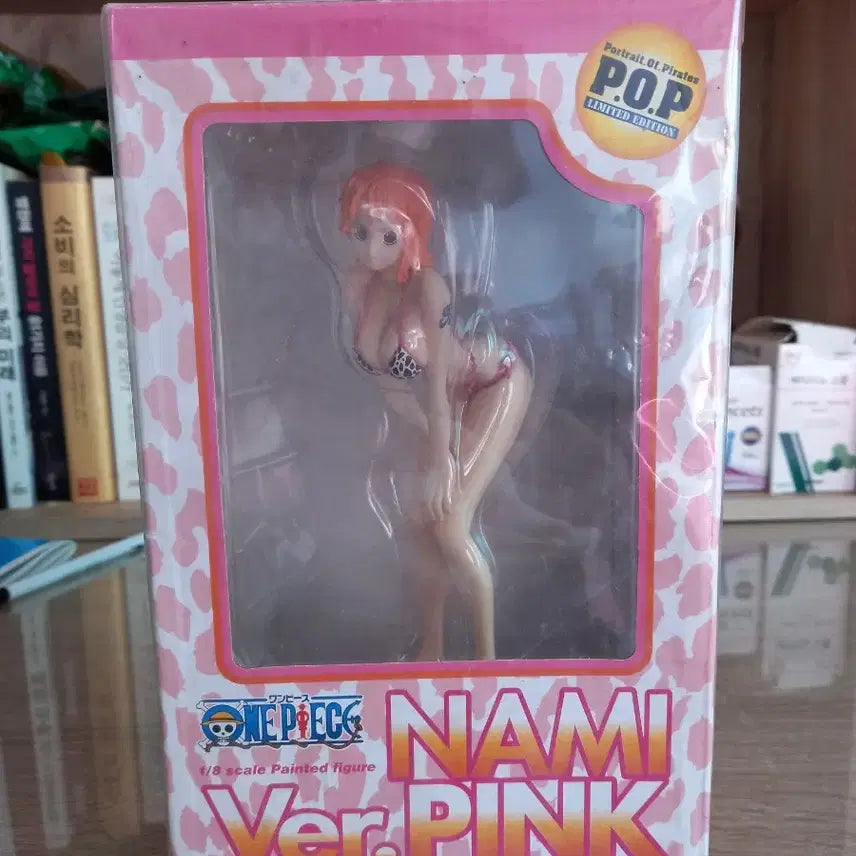 Portrait.Of.Pirates
P.O.P
LIMITED EDITION
소비의 심리학
ワンピース
ONE PIECE
1/8 scale Painted figure
NAMI
Ver.PINK